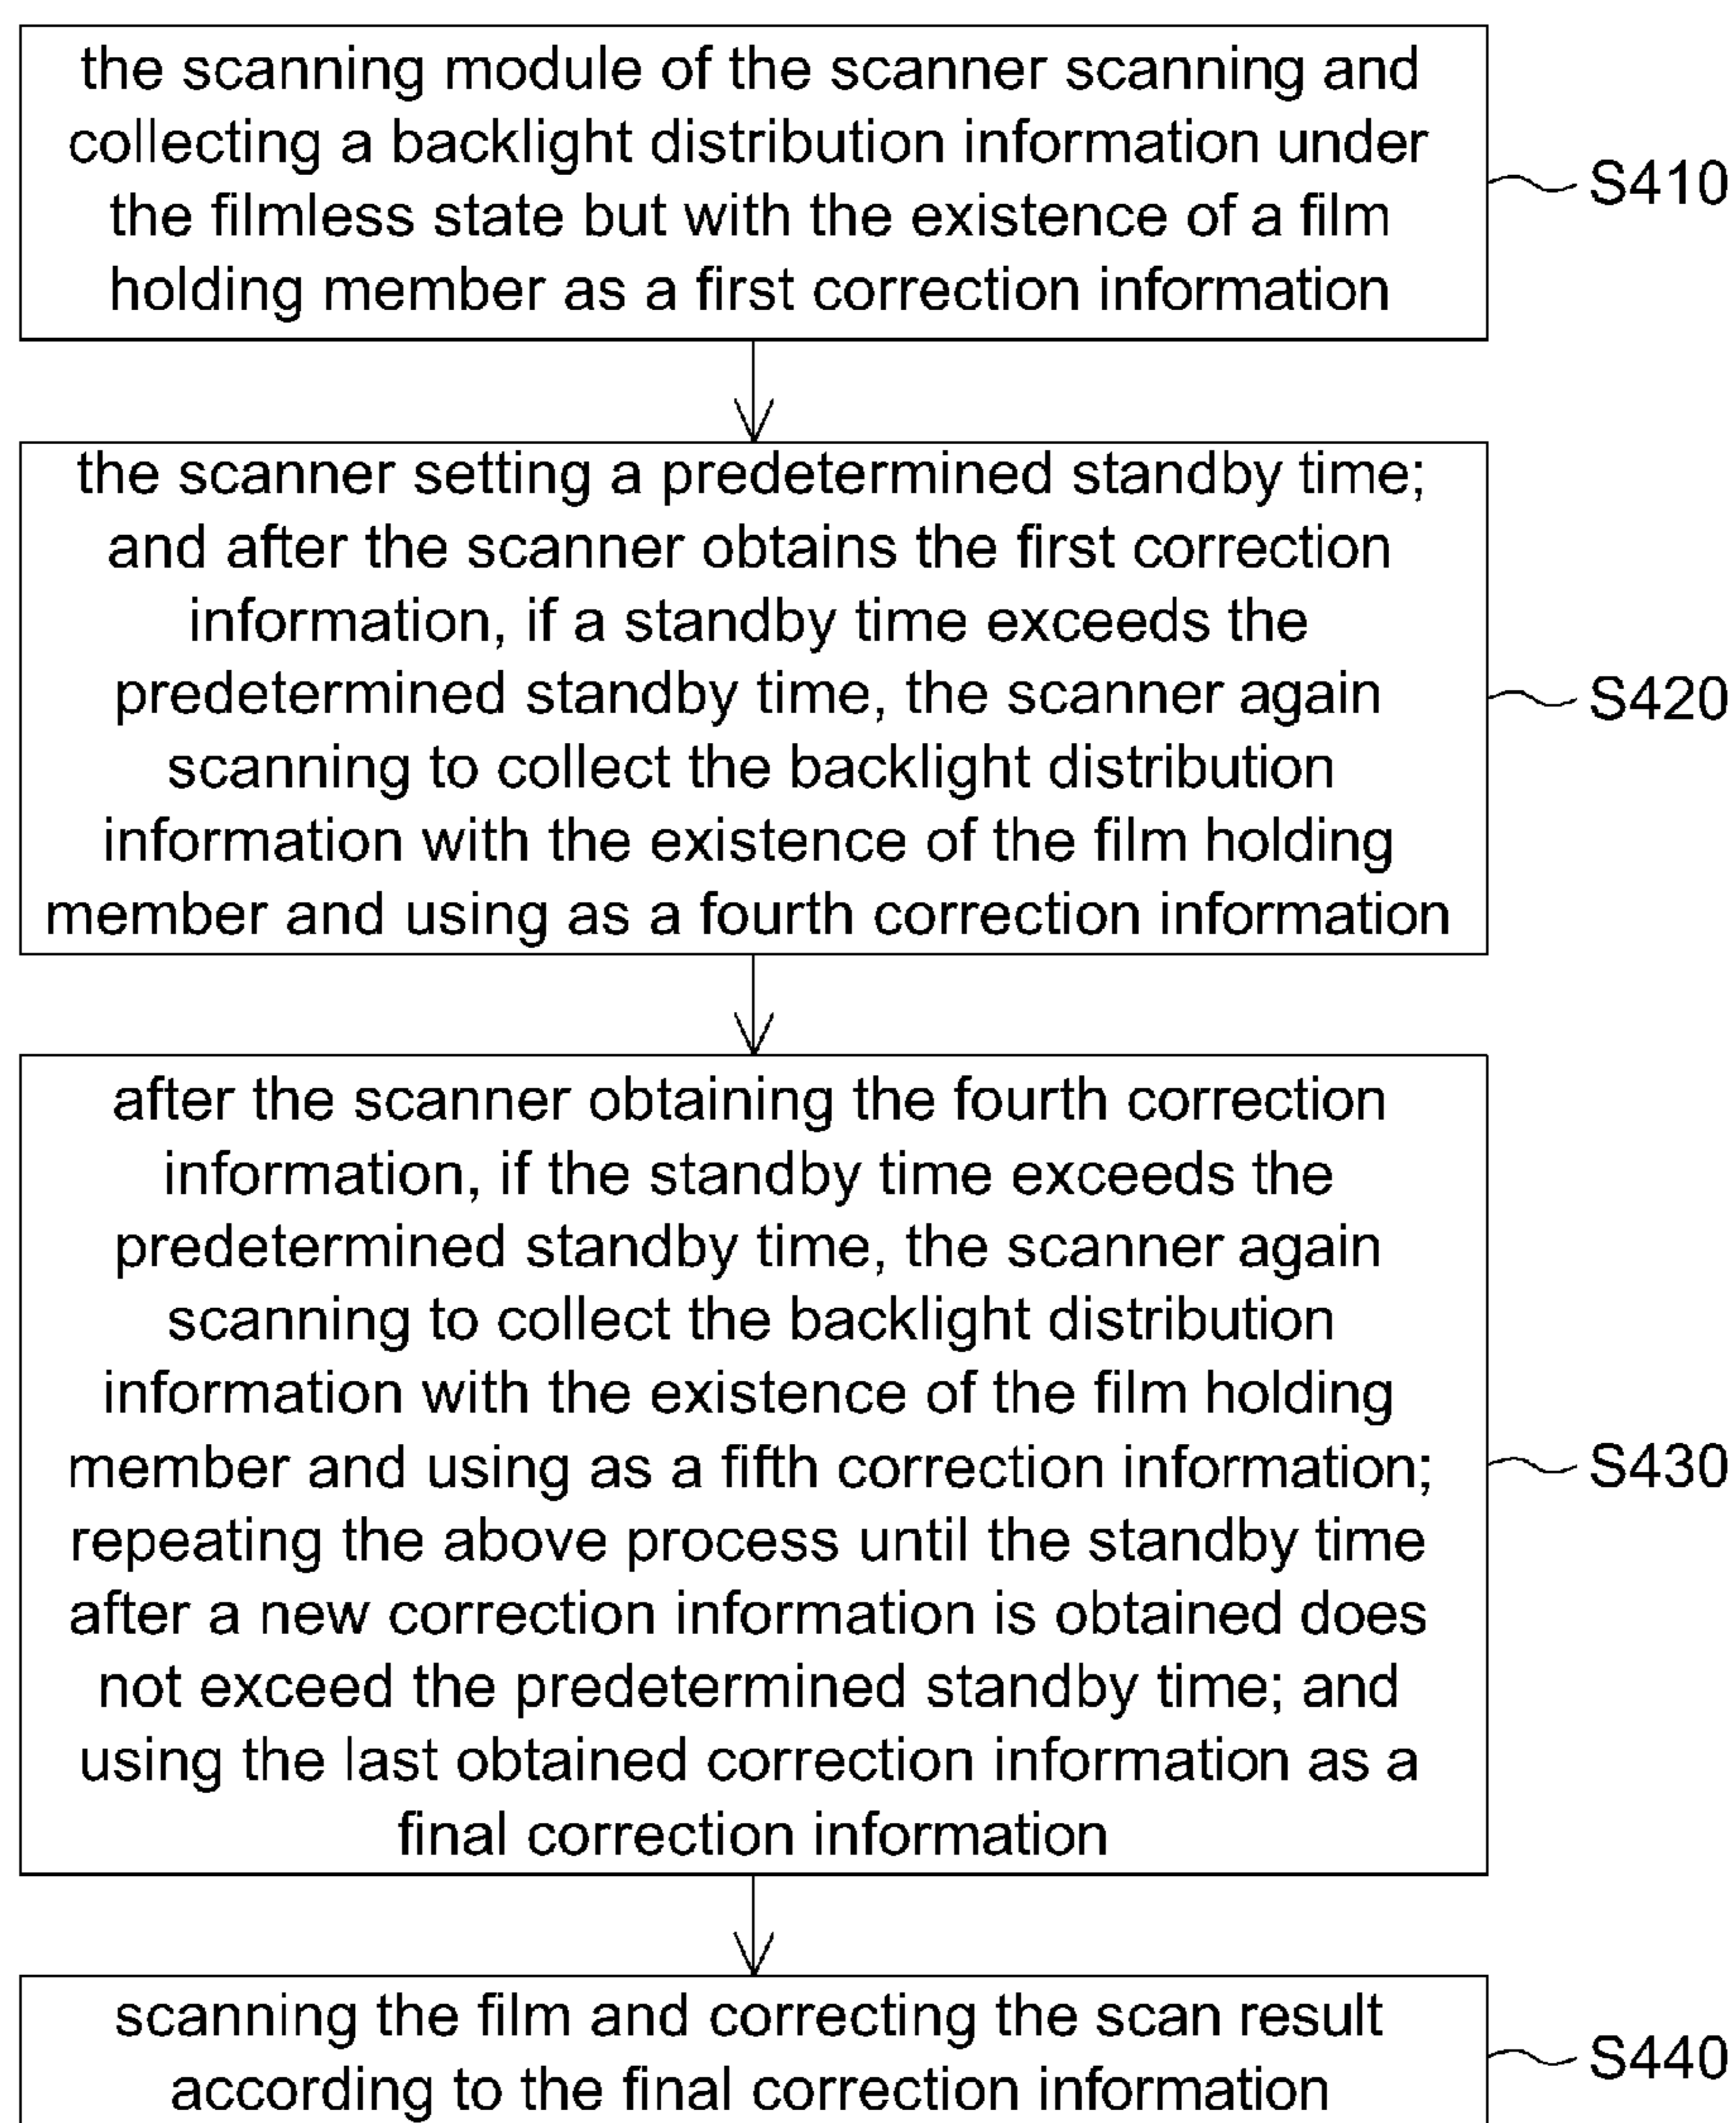 the scanning module of the scanner scanning and
collecting a backlight distribution information under
the filmless state but with the existence of a film
holding member as a first correction information
S410
the scanner setting a predetermined standby time;
and after the scanner obtains the first correction
information, if a standby time exceeds the
predetermined standby time, the scanner again
scanning to collect the backlight distribution
information with the existence of the film holding
member and using as a fourth correction information
S420
after the scanner obtaining the fourth correction
information, if the standby time exceeds the
predetermined standby time, the scanner again
scanning to collect the backlight distribution
information with the existence of the film holding
member and using as a fifth correction information;
repeating the above process until the standby time
after a new correction information is obtained does
not exceed the predetermined standby time; and
using the last obtained correction information as a
final correction information
S430
scanning the film and correcting the scan result
according to the final correction information
S440